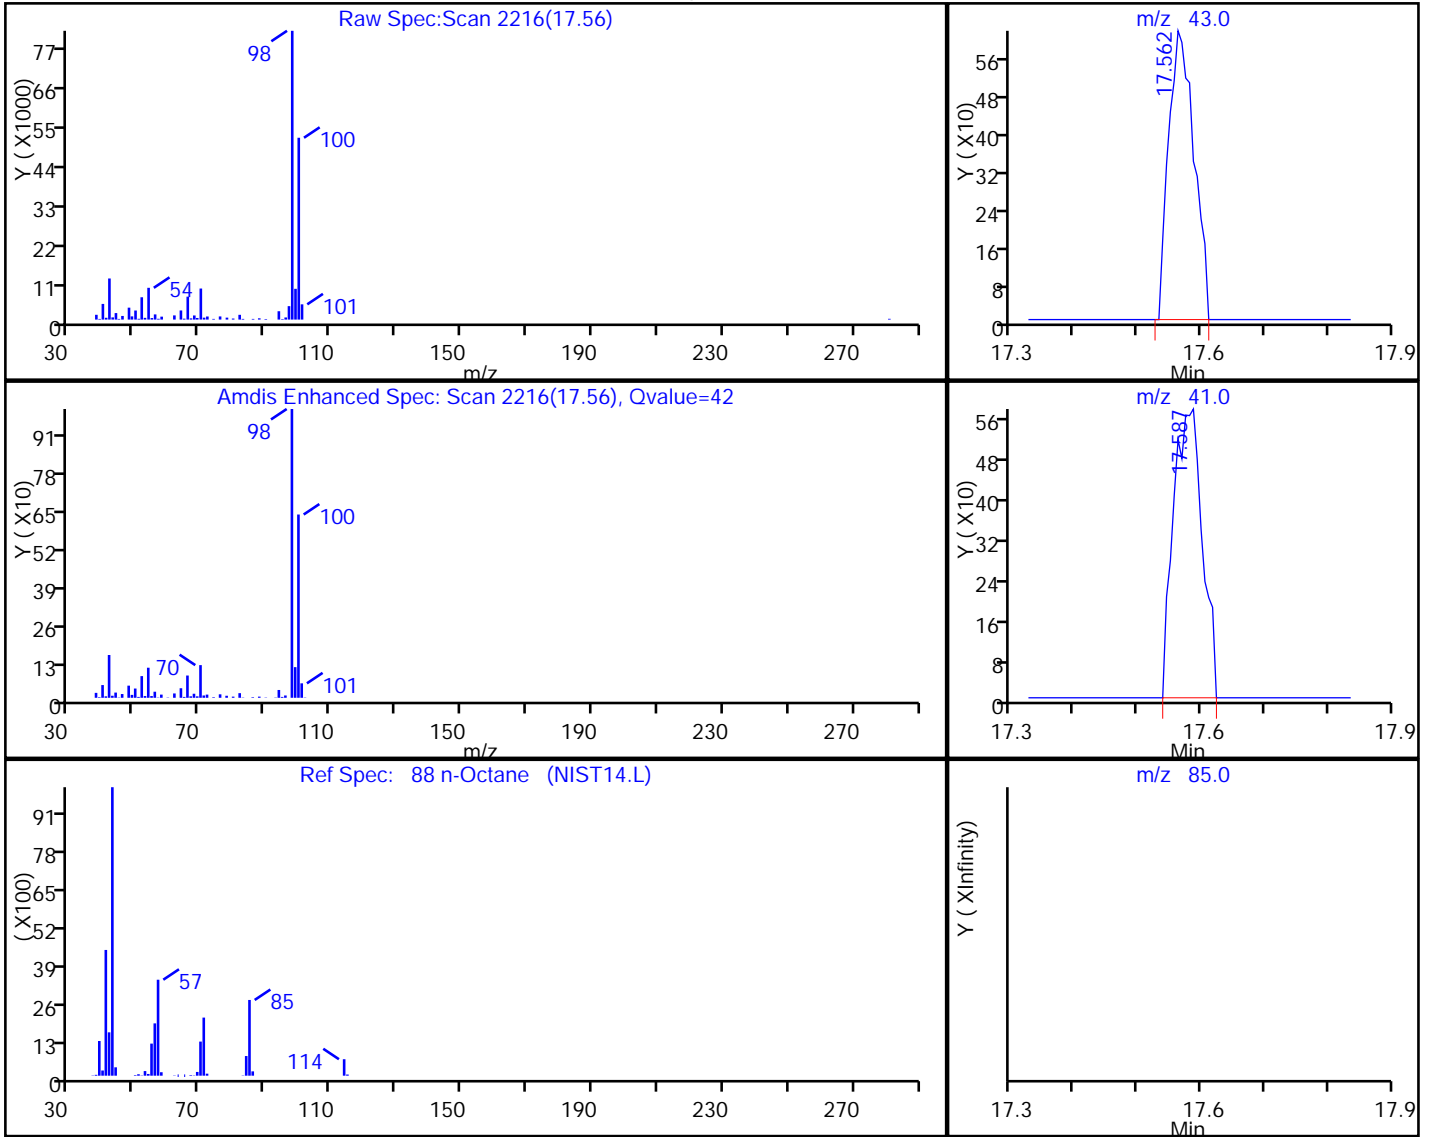 Raw Spec:Scan 2216(17.56)
Y ( X1000)
77
66
55
44
33
22
11
0
98
100
54
101
30 70 110 150 190 230 270
m/z
m/z 43.0
Y ( X10)
56
48
40
32
24
16
8
0
17.562
17.3 17.6 17.9
Min
Amdis Enhanced Spec: Scan 2216(17.56), Qvalue=42
Y ( X10)
91
78
65
52
39
26
13
0
98
100
70
101
30 70 110 150 190 230 270
m/z
m/z 41.0
Y ( X10)
56
48
40
32
24
16
8
0
17.587
17.3 17.6 17.9
Min
Ref Spec: 88 n-Octane (NIST14.L)
( X100)
91
78
65
52
39
26
13
0
57
85
114
30 70 110 150 190 230 270
m/z 85.0
Y ( XInfinity)
17.3 17.6 17.9
Min